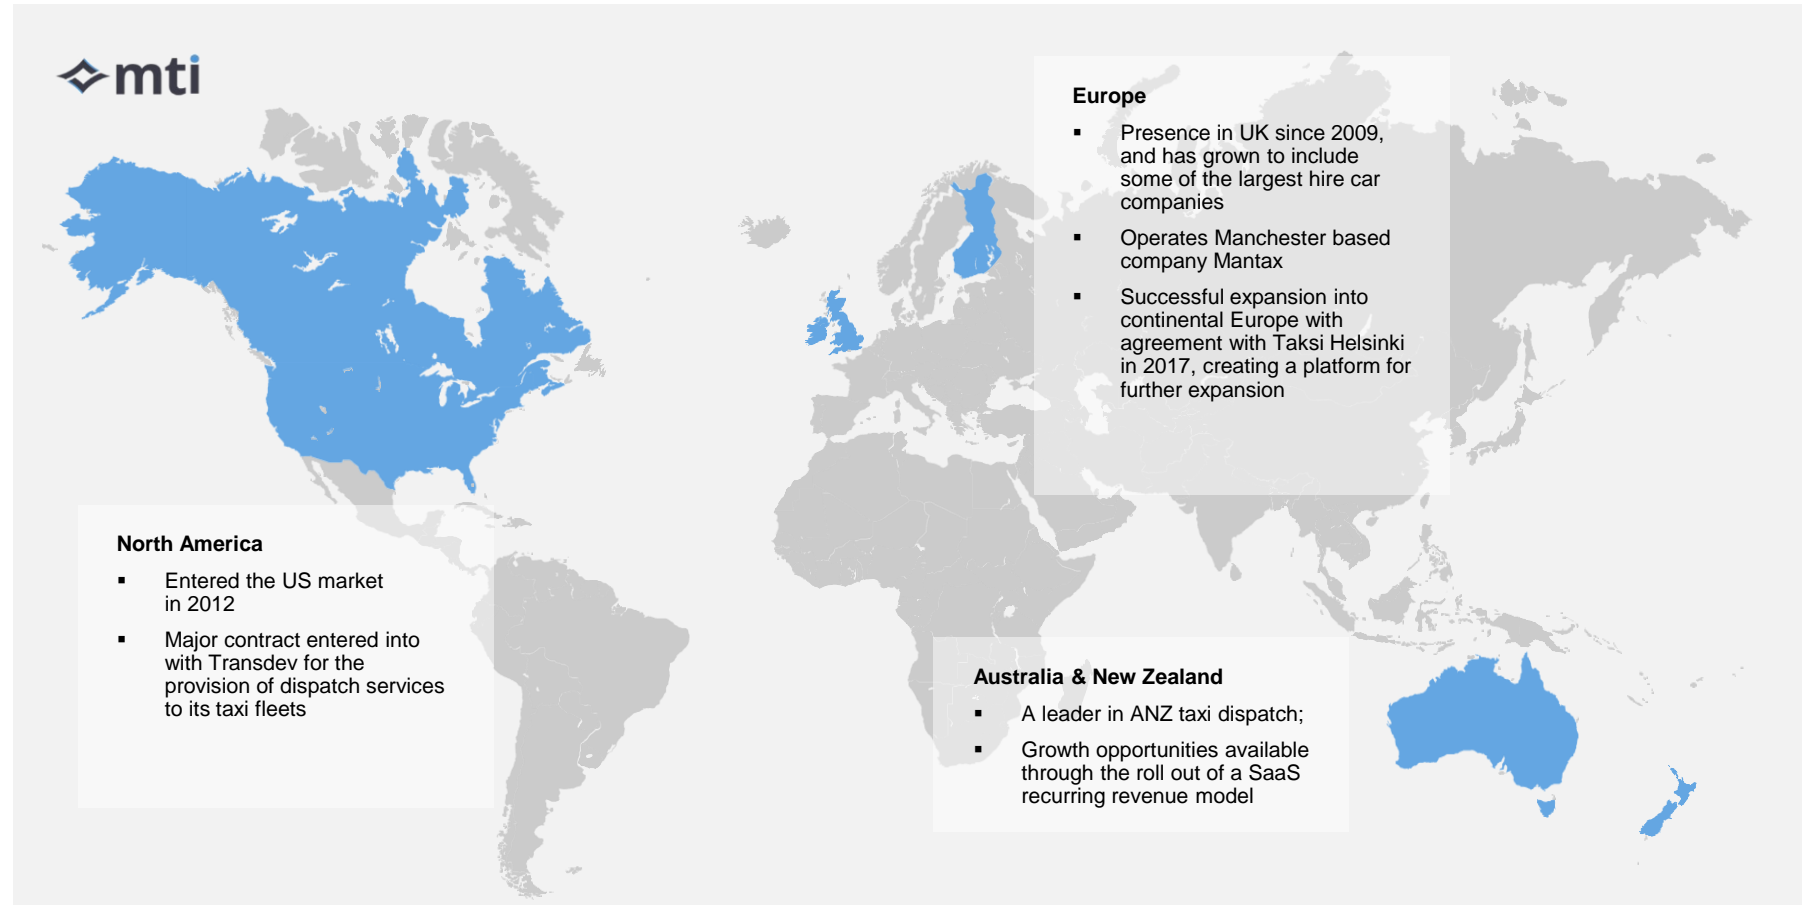 mti
Europe
▪ Presence in UK since 2009,
and has grown to include
some of the largest hire car
companies
▪ Operates Manchester based
company Mantax
▪ Successful expansion into
continental Europe with
agreement with Taksi Helsinki
in 2017, creating a platform for
further expansion
North America
▪ Entered the US market
in 2012
▪ Major contract entered into
with Transdev for the
provision of dispatch services
to its taxi fleets
Australia & New Zealand
▪ A leader in ANZ taxi dispatch;
▪ Growth opportunities available
through the roll out of a SaaS
recurring revenue model